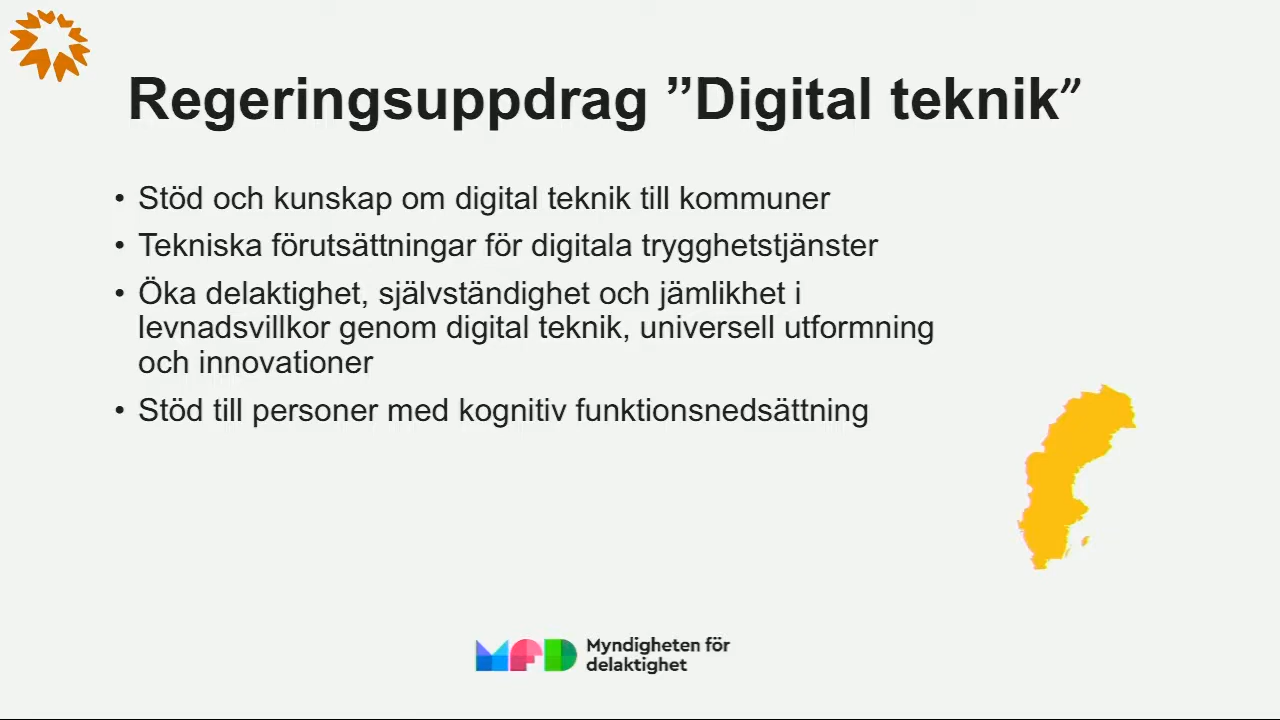 Regeringsuppdrag ”Digital teknik”
• Stöd och kunskap om digital teknik till kommuner
• Tekniska förutsättningar för digitala trygghetstjänster
• Öka delaktighet, självständighet och jämlikhet i
levnadsvillkor genom digital teknik, universell utformning
och innovationer
• Stöd till personer med kognitiv funktionsnedsättning
MFD Myndigheten för
delaktighet